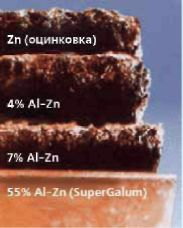 Zn (оцинковка)
4% Al-Zn
7% Al-Zn
55% Al-Zn (SuperGalum)